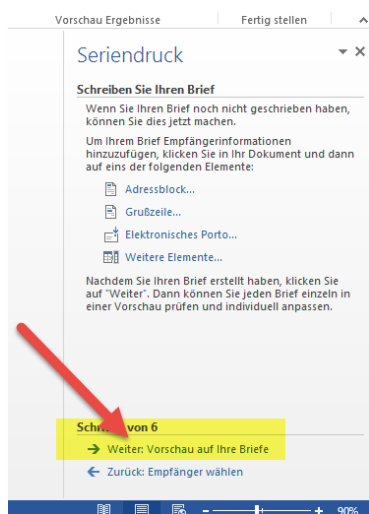 Vorschau Ergebnisse Fertig stellen
Seriendruck
Schreiben Sie Ihren Brief
Wenn Sie Ihren Brief noch nicht geschrieben haben,
können Sie dies jetzt machen.
Um Ihrem Brief Empfängerinformationen
hinzuzufügen, klicken Sie in Ihr Dokument und dann
auf eins der folgenden Elemente:
Adressblock...
Grußzeile...
Elektronisches Porto...
Weitere Elemente...
Nachdem Sie Ihren Brief erstellt haben, klicken Sie
auf "Weiter". Dann können Sie jeden Brief einzeln in
einer Vorschau prüfen und individuell anpassen.
von 6
Weiter: Vorschau auf Ihre Briefe
Zurück: Empfänger wählen
90%